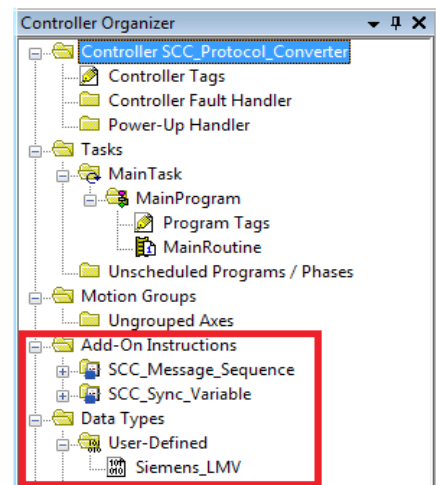 Controller Organizer
Controller SCC_Protocol_Converter
Controller Tags
Controller Fault Handler
Power-Up Handler
Tasks
MainTask
MainProgram
Program Tags
MainRoutine
Unscheduled Programs / Phases
Motion Groups
Ungrouped Axes
Add-On Instructions
SCC_Message_Sequence
SCC_Sync_Variable
Data Types
User-Defined
Siemens_LMV